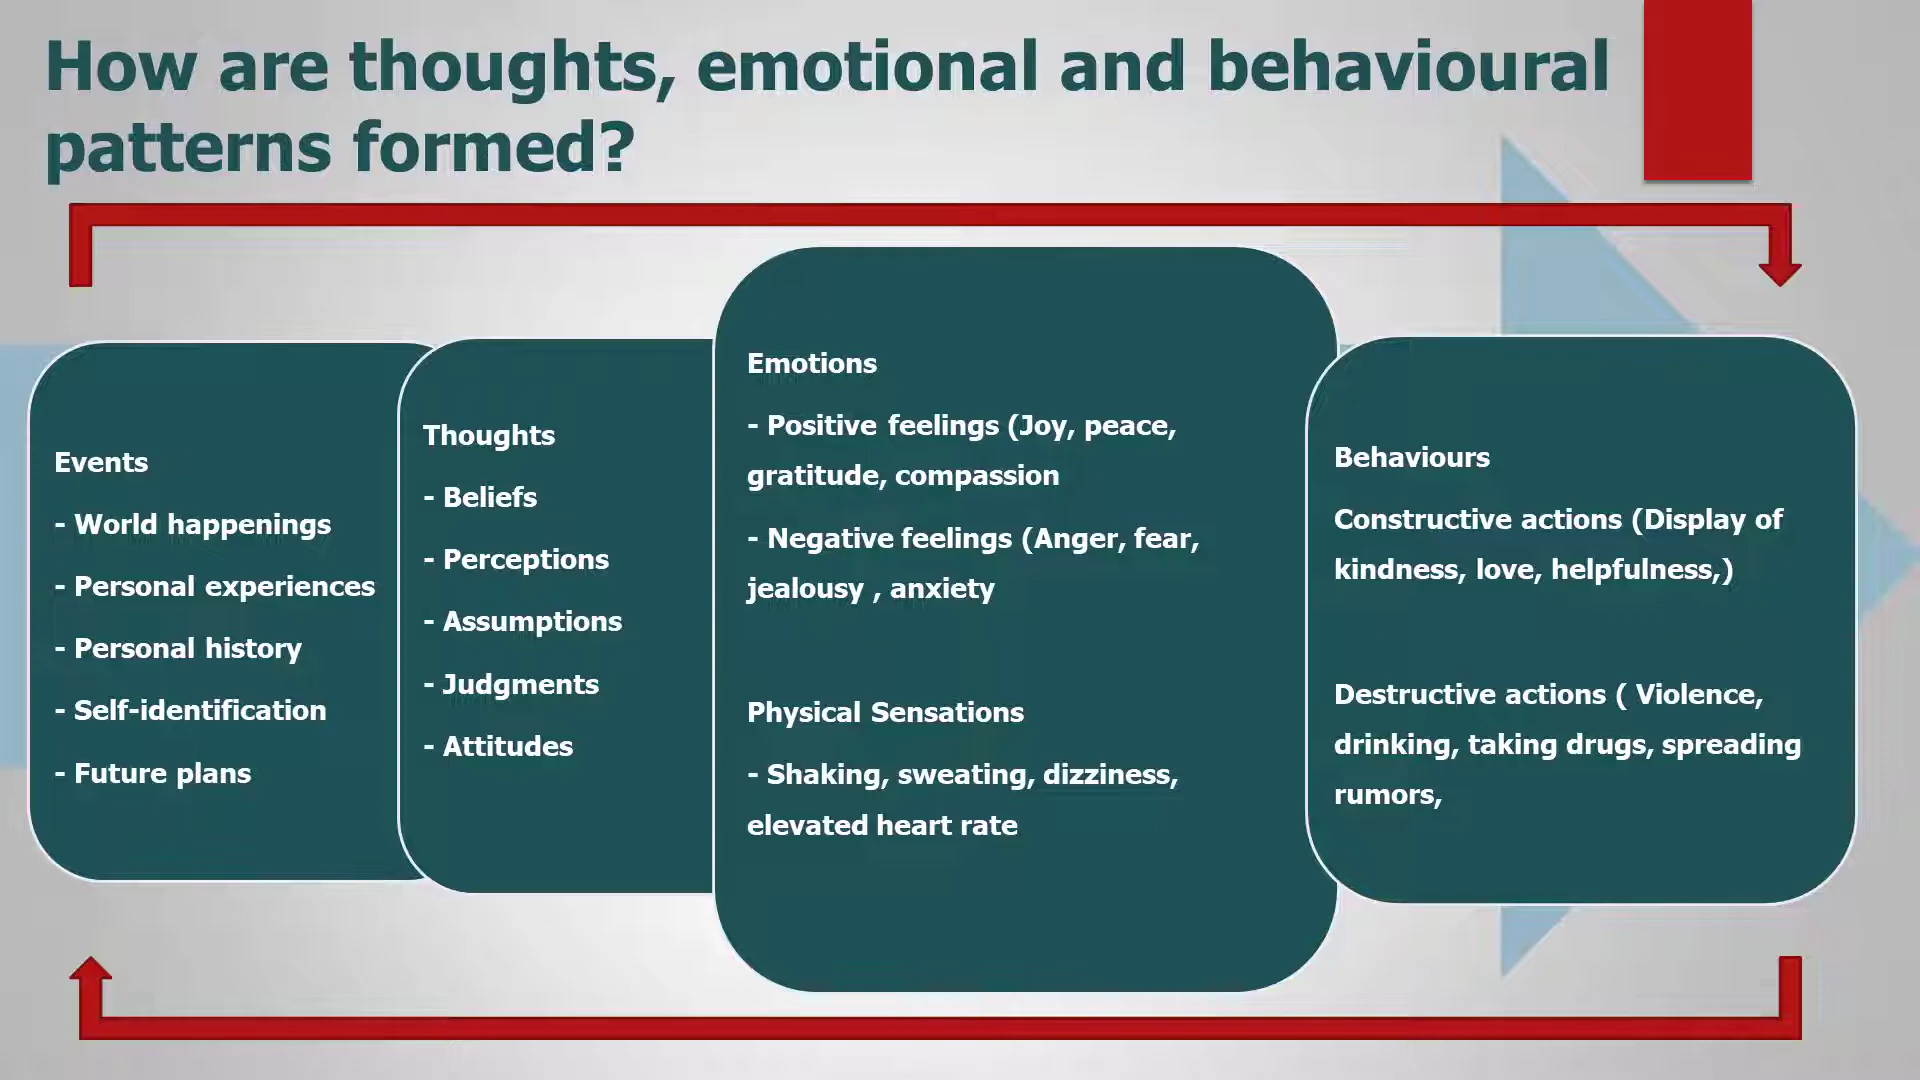 How are thoughts, emotional and behavioural
patterns formed?
Events
- World happenings
- Personal experiences
- Personal history
- Self-identification
- Future plans
Thoughts
- Beliefs
- Perceptions
- Assumptions
- Judgments
- Attitudes
Emotions
- Positive feelings (Joy, peace,
gratitude, compassion
- Negative feelings (Anger, fear,
jealousy , anxiety
Physical Sensations
- Shaking, sweating, dizziness,
elevated heart rate
Behaviours
Constructive actions (Display of
kindness, love, helpfulness,)
Destructive actions ( Violence,
drinking, taking drugs, spreading
rumors,